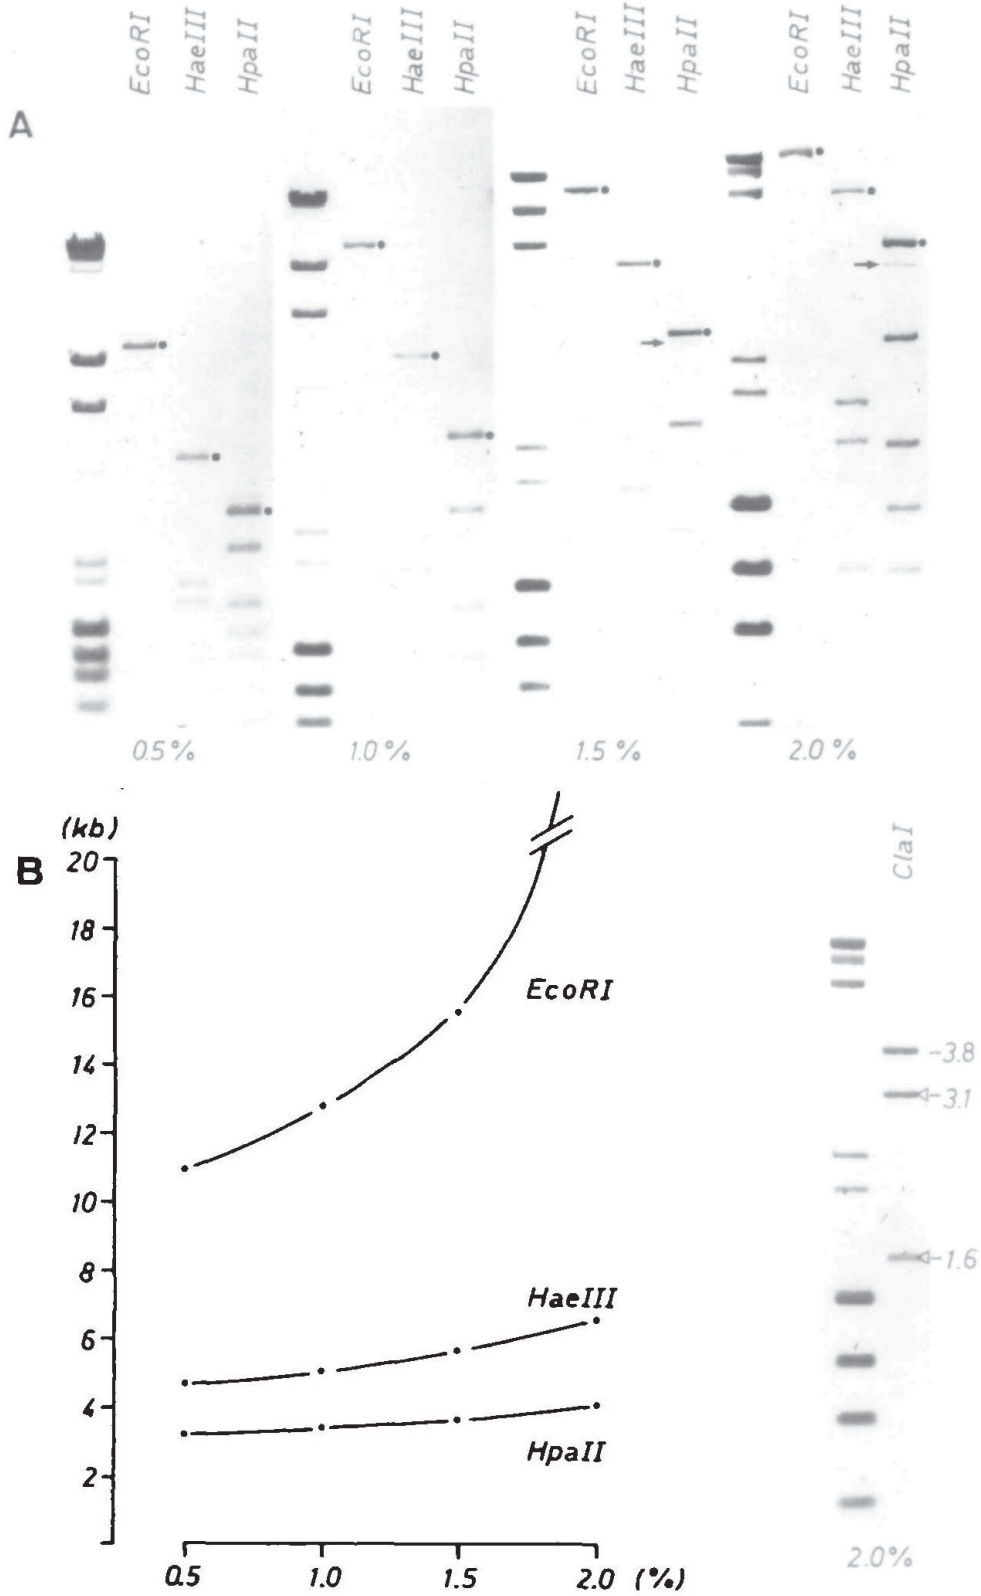 EcoRI HaeIII HpaII EcoRI HaeIII HpaII EcoRI HaeIII HpaII EcoRI HaeIII HpaII
A
0.5% 1.0% 1.5% 2.0%
(kb)
B
20
18
16
14
12
10
8
6
4
2
EcoRI
HaeIII
HpaII
0.5 1.0 1.5 2.0 (%)
ClaI
-3.8
-3.1
-1.6
2.0%